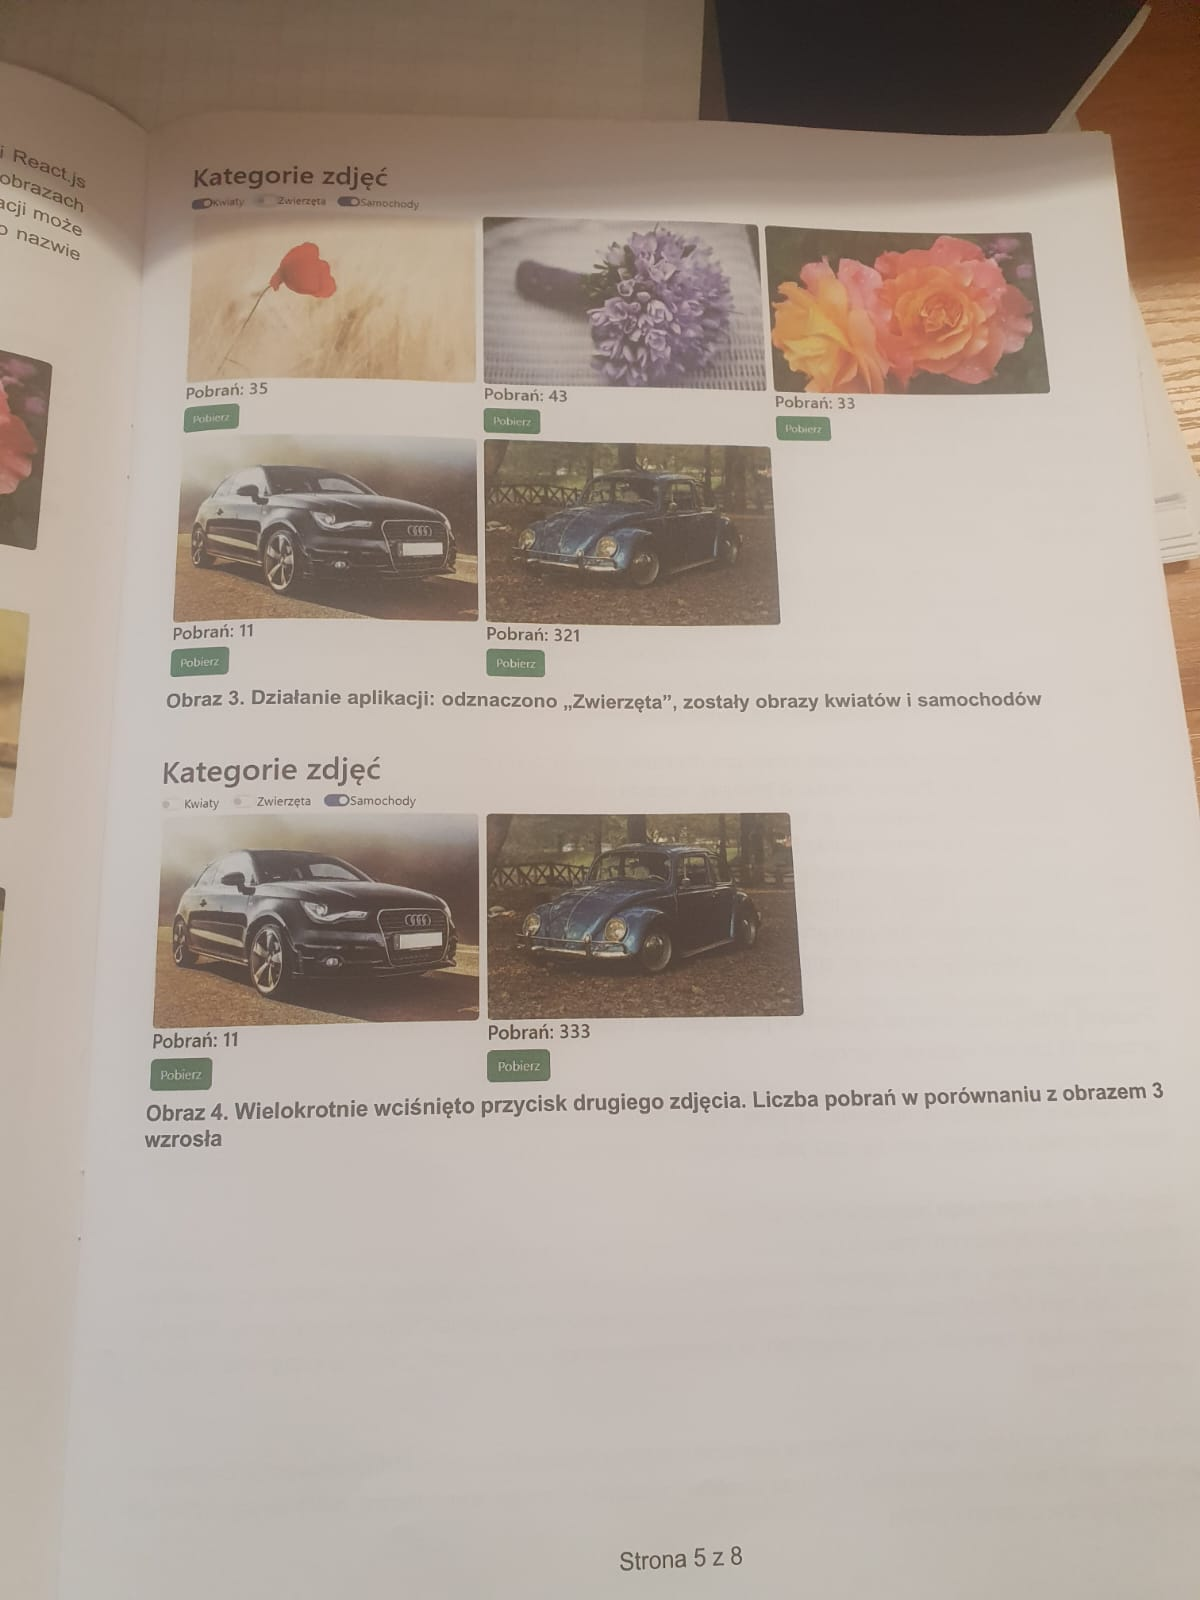 i React.js
obrazach
acji może
o nazwie
Kategorie zdjęć
Kwiaty Zwierzęta Samochody
Pobrań: 35 Pobrań: 43 Pobrań: 33
Pobierz Pobierz Pobierz
Pobrań: 11 Pobrań: 321
Pobierz Pobierz
Obraz 3. Działanie aplikacji: odznaczono „Zwierzęta”, zostały obrazy kwiatów i samochodów
Kategorie zdjęć
Kwiaty Zwierzęta Samochody
Pobrań: 11 Pobrań: 333
Pobierz Pobierz
Obraz 4. Wielokrotnie wciśnięto przycisk drugiego zdjęcia. Liczba pobrań w porównaniu z obrazem 3
wzrosła
Strona 5 z 8